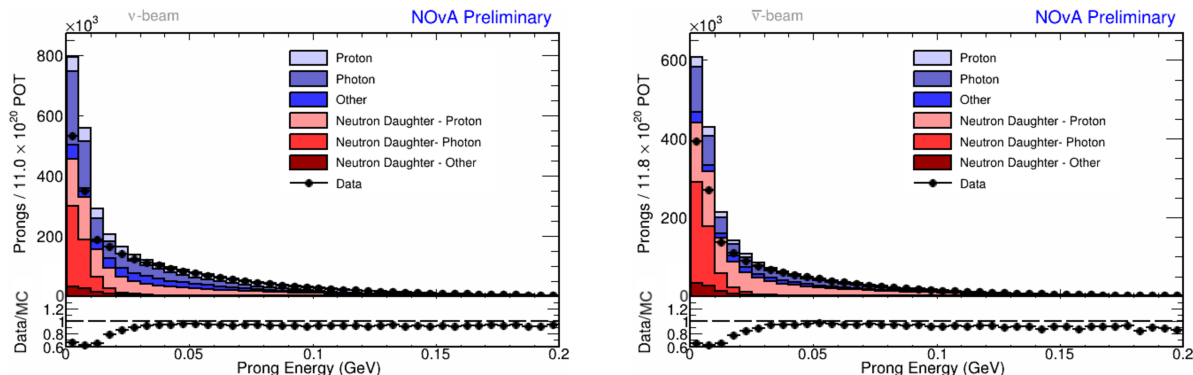 ν-beam NOvA Preliminary
×10³
Prongs / 11.0 × 10²⁰ POT
800
600
400
200
0
Proton
Photon
Other
Neutron Daughter - Proton
Neutron Daughter- Photon
Neutron Daughter - Other
Data
Data/MC
1.2
1
0.8
0.6
0 0.05 0.1 0.15 0.2
Prong Energy (GeV)
ν̅-beam NOvA Preliminary
×10³
Prongs / 11.8 × 10²⁰ POT
600
400
200
0
Proton
Photon
Other
Neutron Daughter - Proton
Neutron Daughter- Photon
Neutron Daughter - Other
Data
Data/MC
1.2
1
0.8
0.6
0 0.05 0.1 0.15 0.2
Prong Energy (GeV)